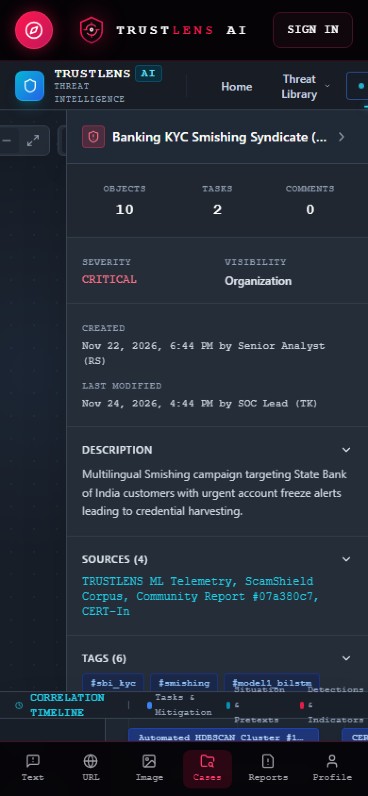 TRUSTLENS AI
SIGN IN
TRUSTLENS AI
THREAT
INTELLIGENCE
Home
Threat
Library
Banking KYC Smishing Syndicate (...
OBJECTS TASKS COMMENTS
10 2 0
SEVERITY VISIBILITY
CRITICAL Organization
CREATED
Nov 22, 2026, 6:44 PM by Senior Analyst
(RS)
LAST MODIFIED
Nov 24, 2026, 4:44 PM by SOC Lead (TK)
DESCRIPTION
Multilingual Smishing campaign targeting State Bank
of India customers with urgent account freeze alerts
leading to credential harvesting.
SOURCES (4)
TRUSTLENS ML Telemetry, ScamShield
Corpus, Community Report #07a380c7,
CERT-In
TAGS (6)
#sbi_kyc #smishing #model1_bilstm
CORRELATION
TIMELINE
Tasks &
Mitigation
Situation
&
Pretexts
Detections
&
Indicators
Automated HDBSCAN Cluster #1…
CER
Text URL Image Cases Reports Profile